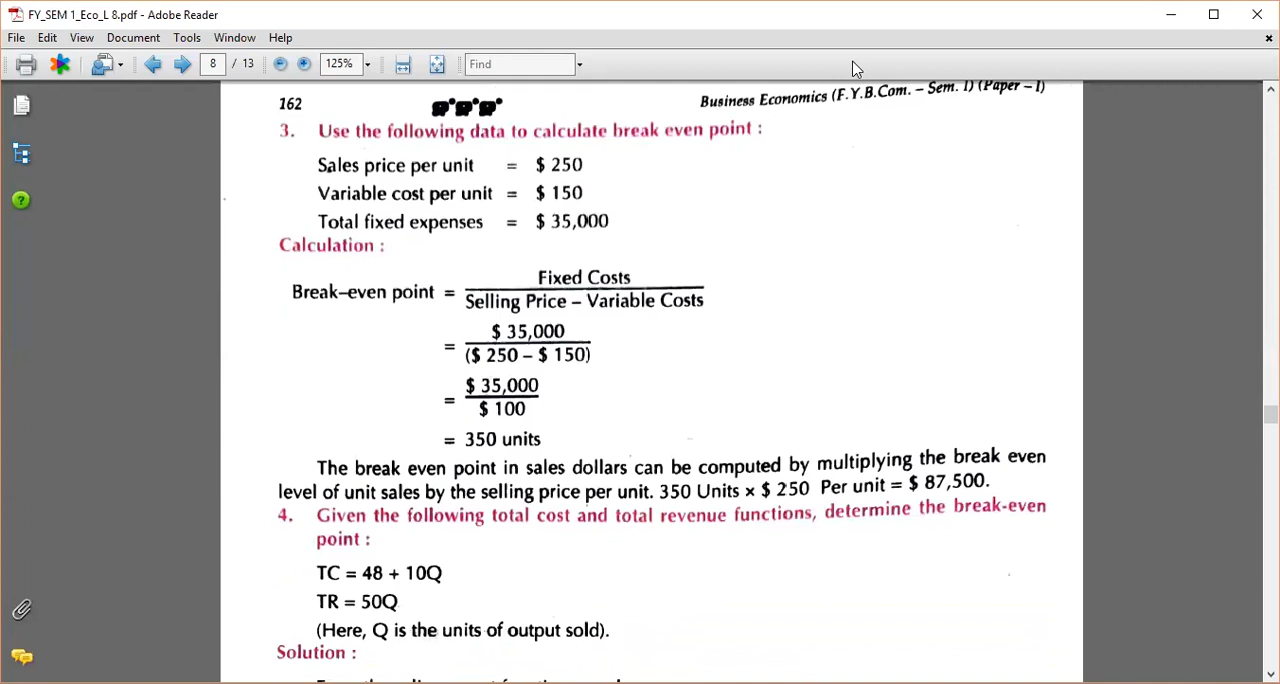 FY_SEM 1_Eco_L 8.pdf - Adobe Reader
File Edit View Document Tools Window Help
8 / 13 125% Find
162 Business Economics (F.Y.B.Com. – Sem. I) (Paper – I)
3. Use the following data to calculate break even point :
Sales price per unit = $ 250
Variable cost per unit = $ 150
Total fixed expenses = $ 35,000
Calculation :
Break–even point = Fixed Costs
Selling Price – Variable Costs
= $ 35,000
($ 250 – $ 150)
= $ 35,000
$ 100
= 350 units
The break even point in sales dollars can be computed by multiplying the break even
level of unit sales by the selling price per unit. 350 Units × $ 250 Per unit = $ 87,500.
4. Given the following total cost and total revenue functions, determine the break-even
point :
TC = 48 + 10Q
TR = 50Q
(Here, Q is the units of output sold).
Solution :